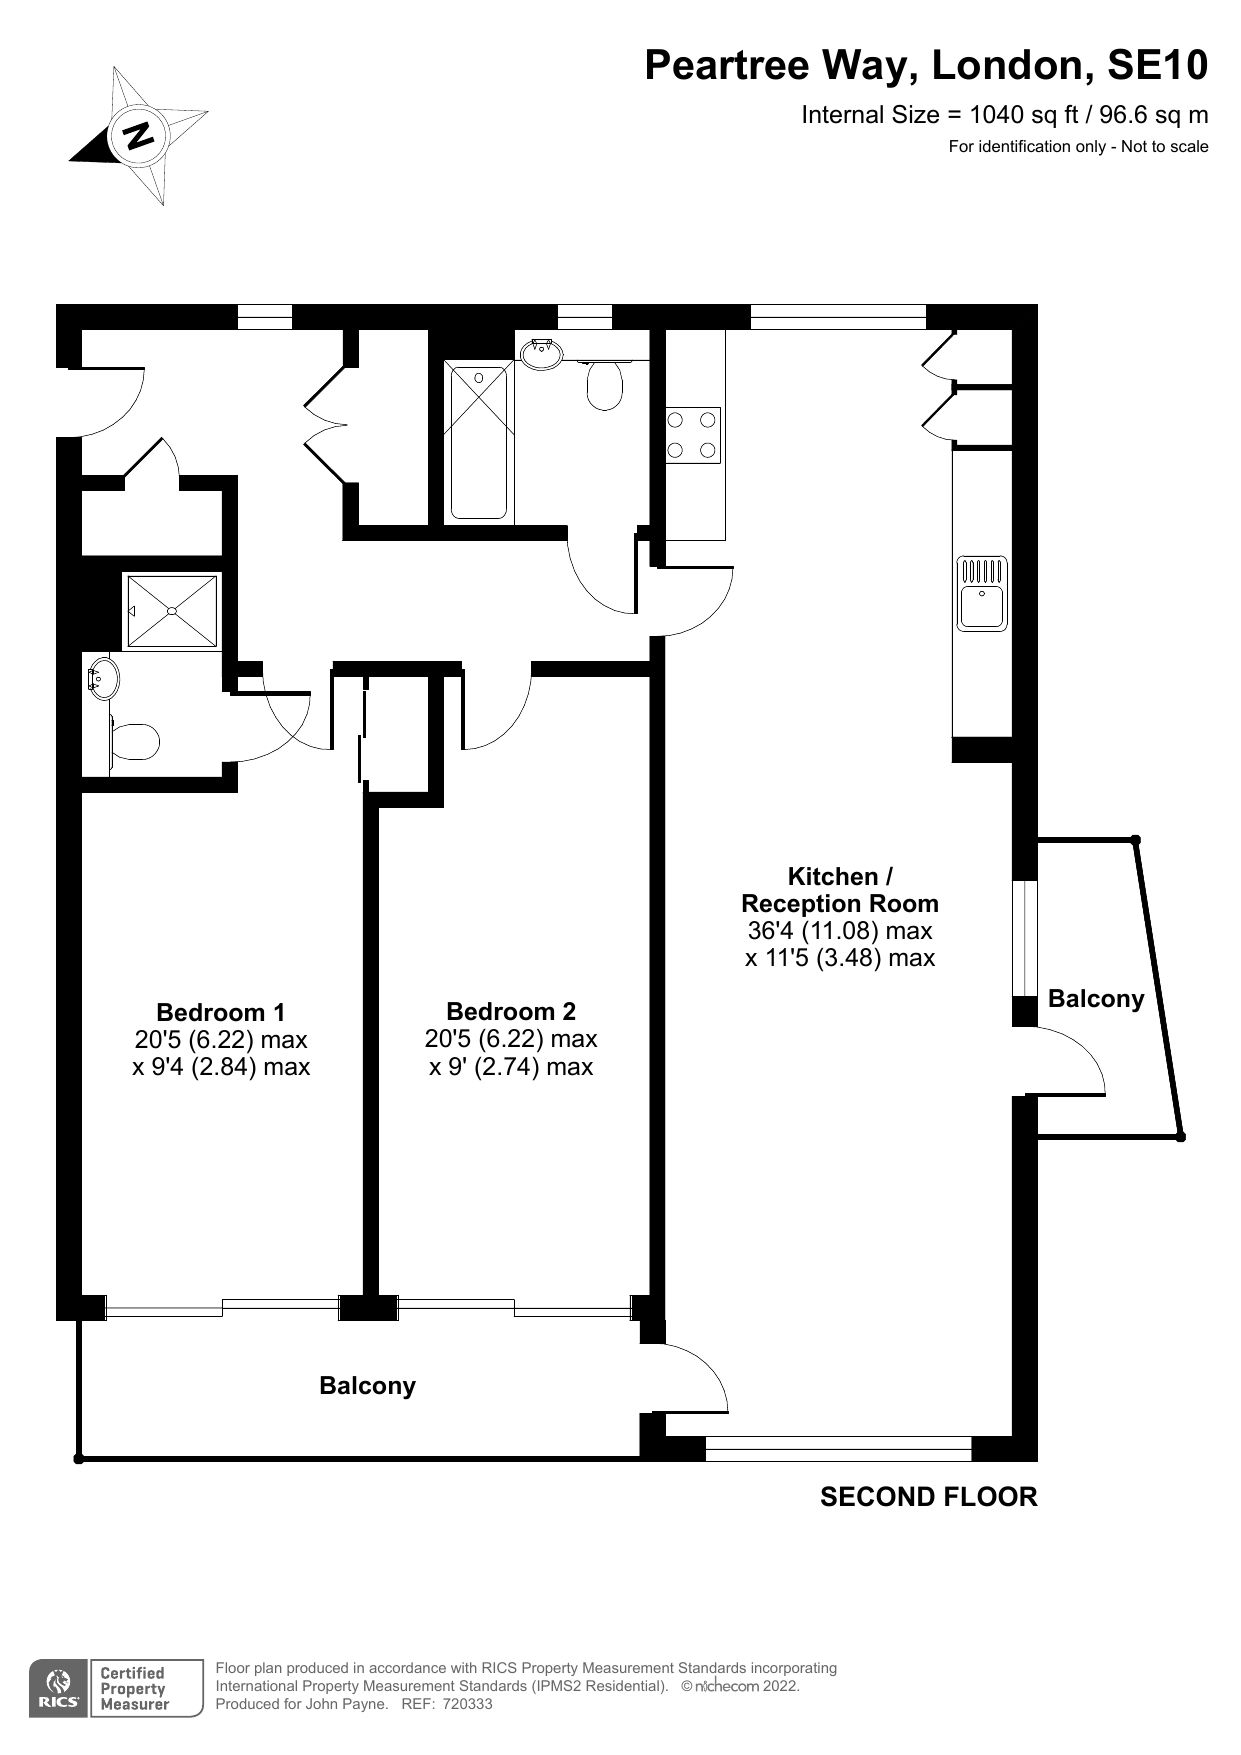 Peartree Way, London, SE10
Internal Size = 1040 sq ft / 96.6 sq m
For identification only - Not to scale
N
Kitchen /
Reception Room
36'4 (11.08) max
x 11'5 (3.48) max
Balcony
Bedroom 1
20'5 (6.22) max
x 9'4 (2.84) max
Bedroom 2
20'5 (6.22) max
x 9' (2.74) max
Balcony
SECOND FLOOR
RICS
Certified
Property
Measurer
Floor plan produced in accordance with RICS Property Measurement Standards incorporating
International Property Measurement Standards (IPMS2 Residential). © nichecom 2022.
Produced for John Payne. REF: 720333